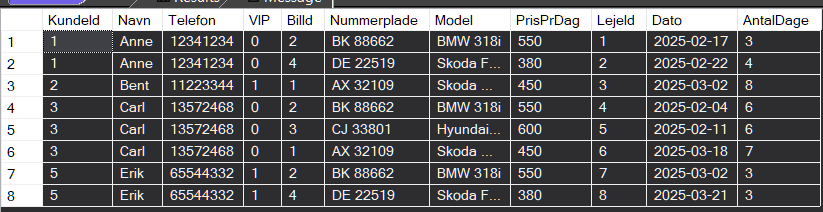 Results Message
KundeId Navn Telefon VIP BilId Nummerplade Model PrisPrDag LejeId Dato AntalDage
1 1 Anne 12341234 0 2 BK 88662 BMW 318i 550 1 2025-02-17 3
2 1 Anne 12341234 0 4 DE 22519 Skoda F... 380 2 2025-02-22 4
3 2 Bent 11223344 1 1 AX 32109 Skoda ... 450 3 2025-03-02 8
4 3 Carl 13572468 0 2 BK 88662 BMW 318i 550 4 2025-02-04 6
5 3 Carl 13572468 0 3 CJ 33801 Hyundai... 600 5 2025-02-11 6
6 3 Carl 13572468 0 1 AX 32109 Skoda ... 450 6 2025-03-18 7
7 5 Erik 65544332 1 2 BK 88662 BMW 318i 550 7 2025-03-02 3
8 5 Erik 65544332 1 4 DE 22519 Skoda F... 380 8 2025-03-21 3